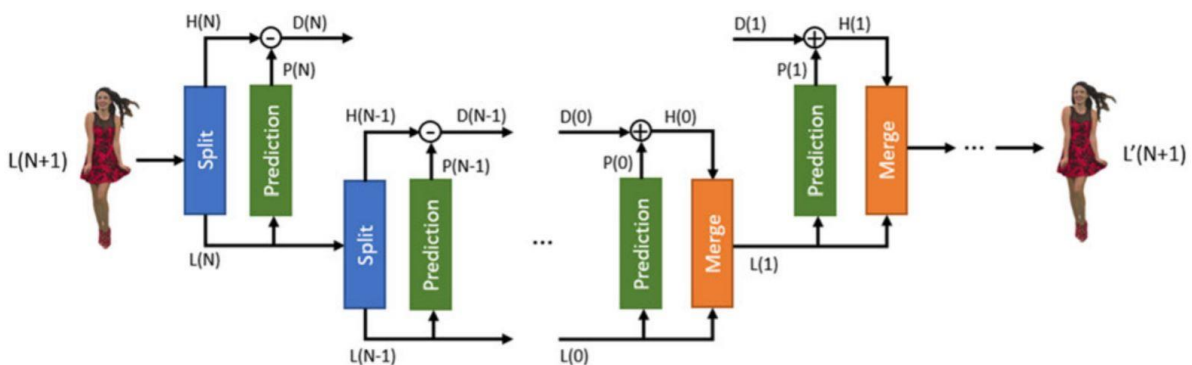 H(N)
D(N)
P(N)
L(N+1)
Split
Prediction
L(N)
H(N-1)
D(N-1)
P(N-1)
Split
Prediction
L(N-1)
...
D(0)
H(0)
P(0)
Prediction
Merge
L(0)
L(1)
D(1)
H(1)
P(1)
Prediction
Merge
...
L'(N+1)